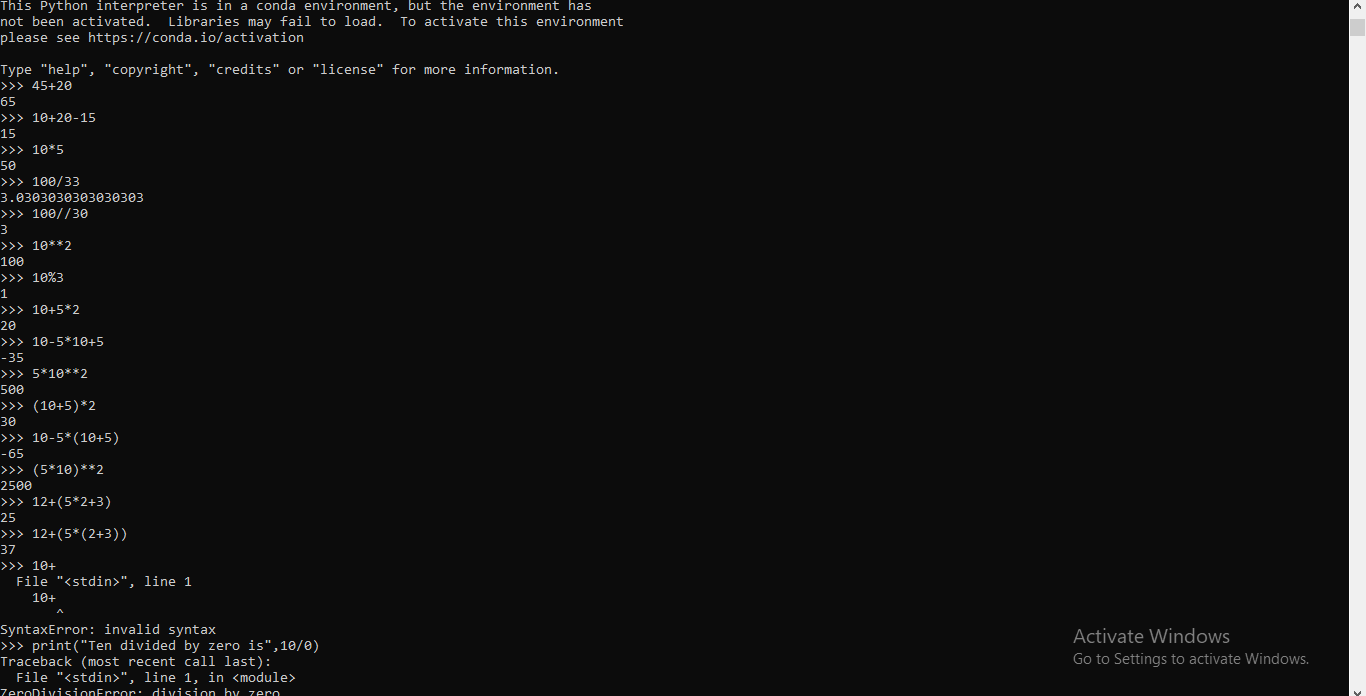 This Python interpreter is in a conda environment, but the environment has
not been activated.  Libraries may fail to load.  To activate this environment
please see https://conda.io/activation
Type "help", "copyright", "credits" or "license" for more information.
>>> 45+20
65
>>> 10+20-15
15
>>> 10*5
50
>>> 100/33
3.0303030303030303
>>> 100//30
3
>>> 10**2
100
>>> 10%3
1
>>> 10+5*2
20
>>> 10-5*10+5
-35
>>> 5*10**2
500
>>> (10+5)*2
30
>>> 10-5*(10+5)
-65
>>> (5*10)**2
2500
>>> 12+(5*2+3)
25
>>> 12+(5*(2+3))
37
>>> 10+
  File "<stdin>", line 1
    10+
       ^
SyntaxError: invalid syntax
>>> print("Ten divided by zero is",10/0)
Traceback (most recent call last):
  File "<stdin>", line 1, in <module>
ZeroDivisionError: division by zero
Activate Windows
Go to Settings to activate Windows.